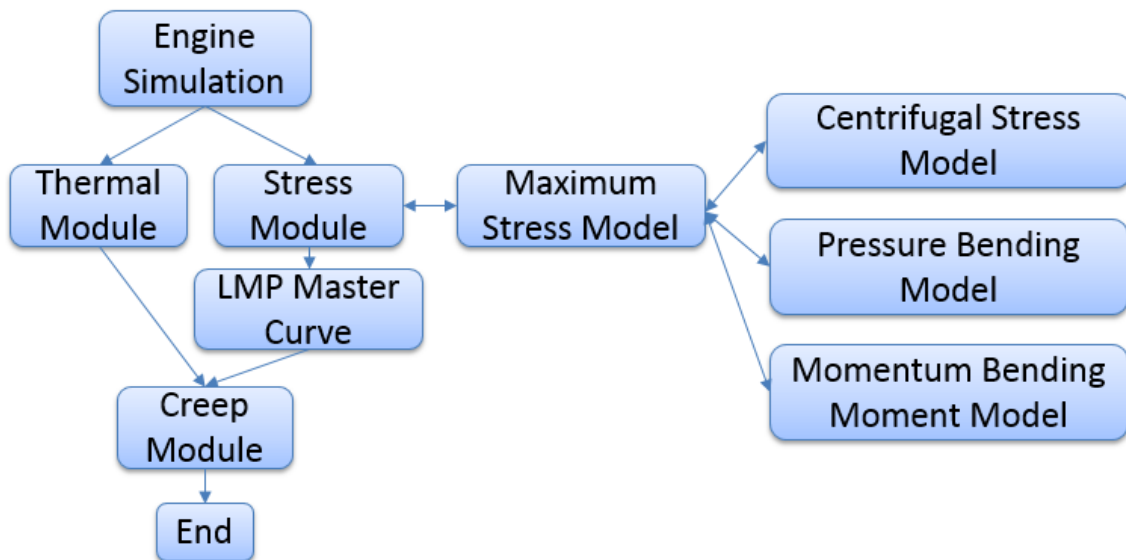 Engine
Simulation
Thermal
Module
Stress
Module
Maximum
Stress Model
Centrifugal Stress
Model
Pressure Bending
Model
Momentum Bending
Moment Model
LMP Master
Curve
Creep
Module
End